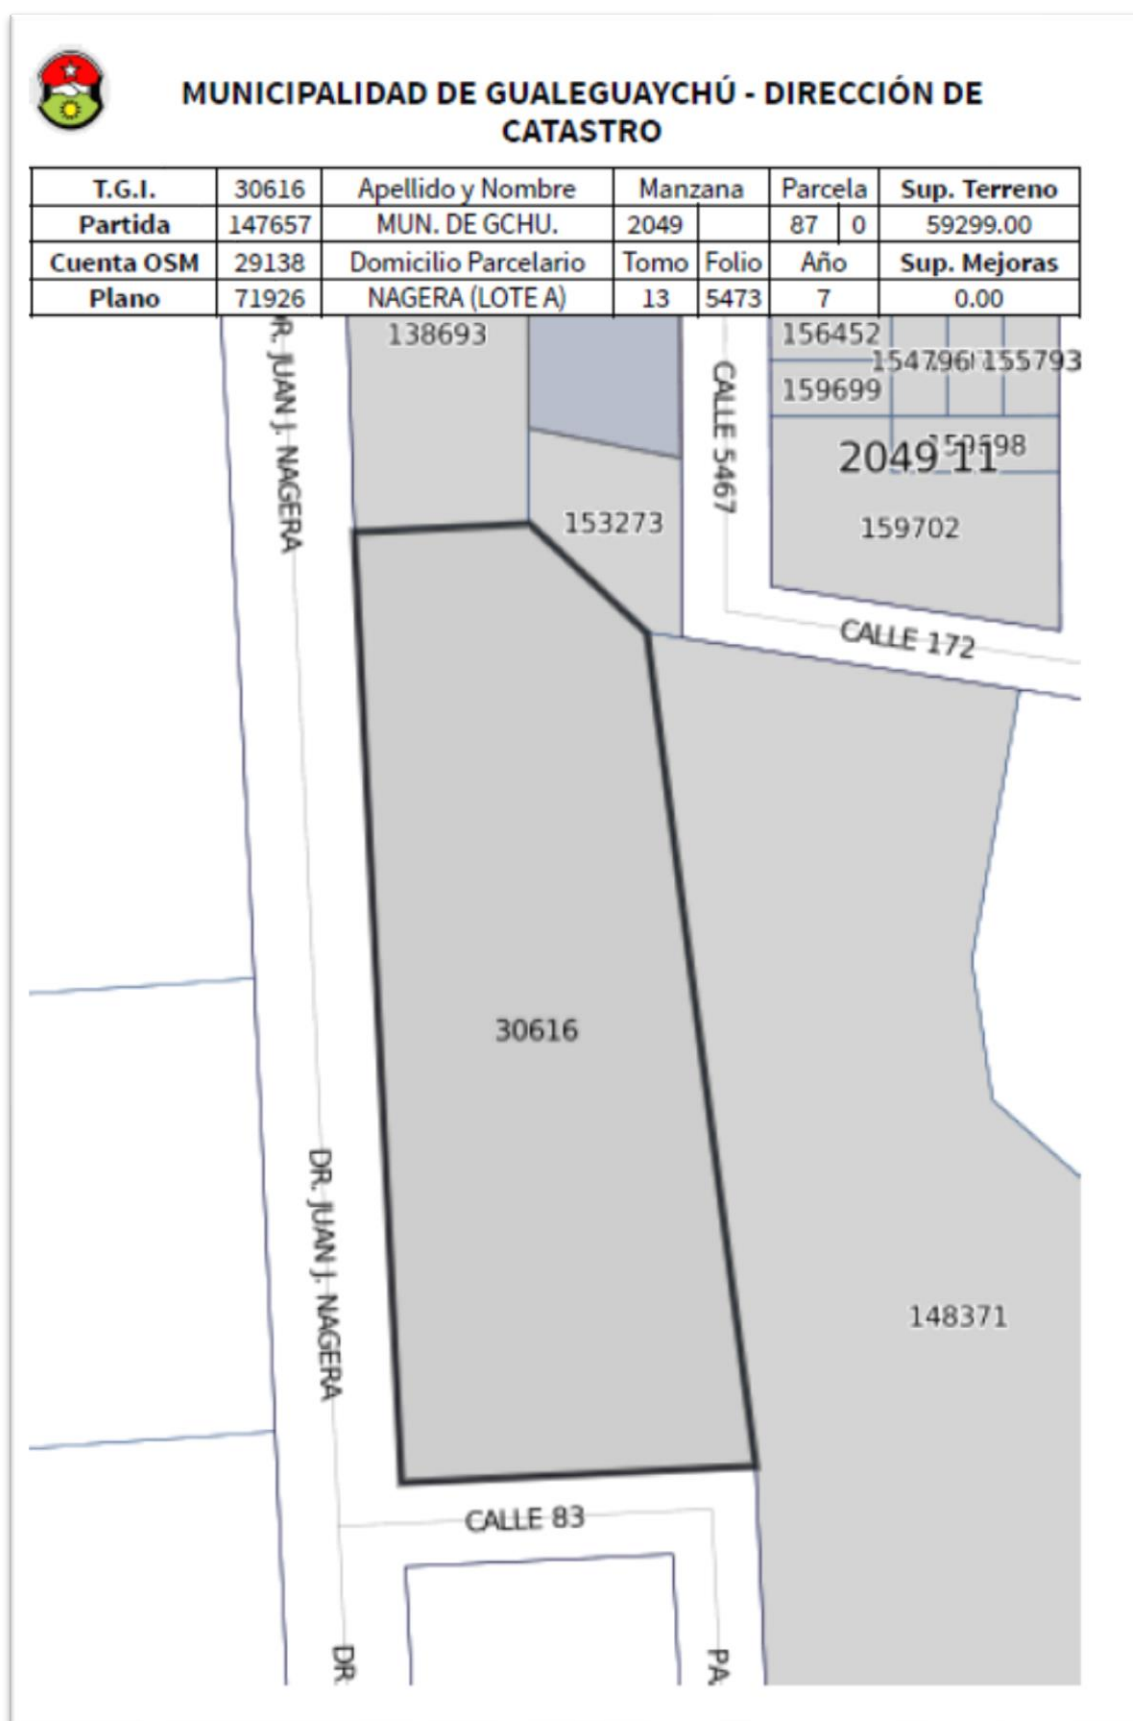 MUNICIPALIDAD DE GUALEGUAYCHÚ - DIRECCIÓN DE
CATASTRO
T.G.I. 30616 Apellido y Nombre Manzana Parcela Sup. Terreno
Partida 147657 MUN. DE GCHU. 2049 87 0 59299.00
Cuenta OSM 29138 Domicilio Parcelario Tomo Folio Año Sup. Mejoras
Plano 71926 NAGERA (LOTE A) 13 5473 7 0.00
138693
156452
155793
159699
R. JUAN J. NAGERA
CALLE 5467
2049 11
153273
159702
CALLE 172
30616
DR. JUAN J. NAGERA
148371
CALLE 83
DR
PA